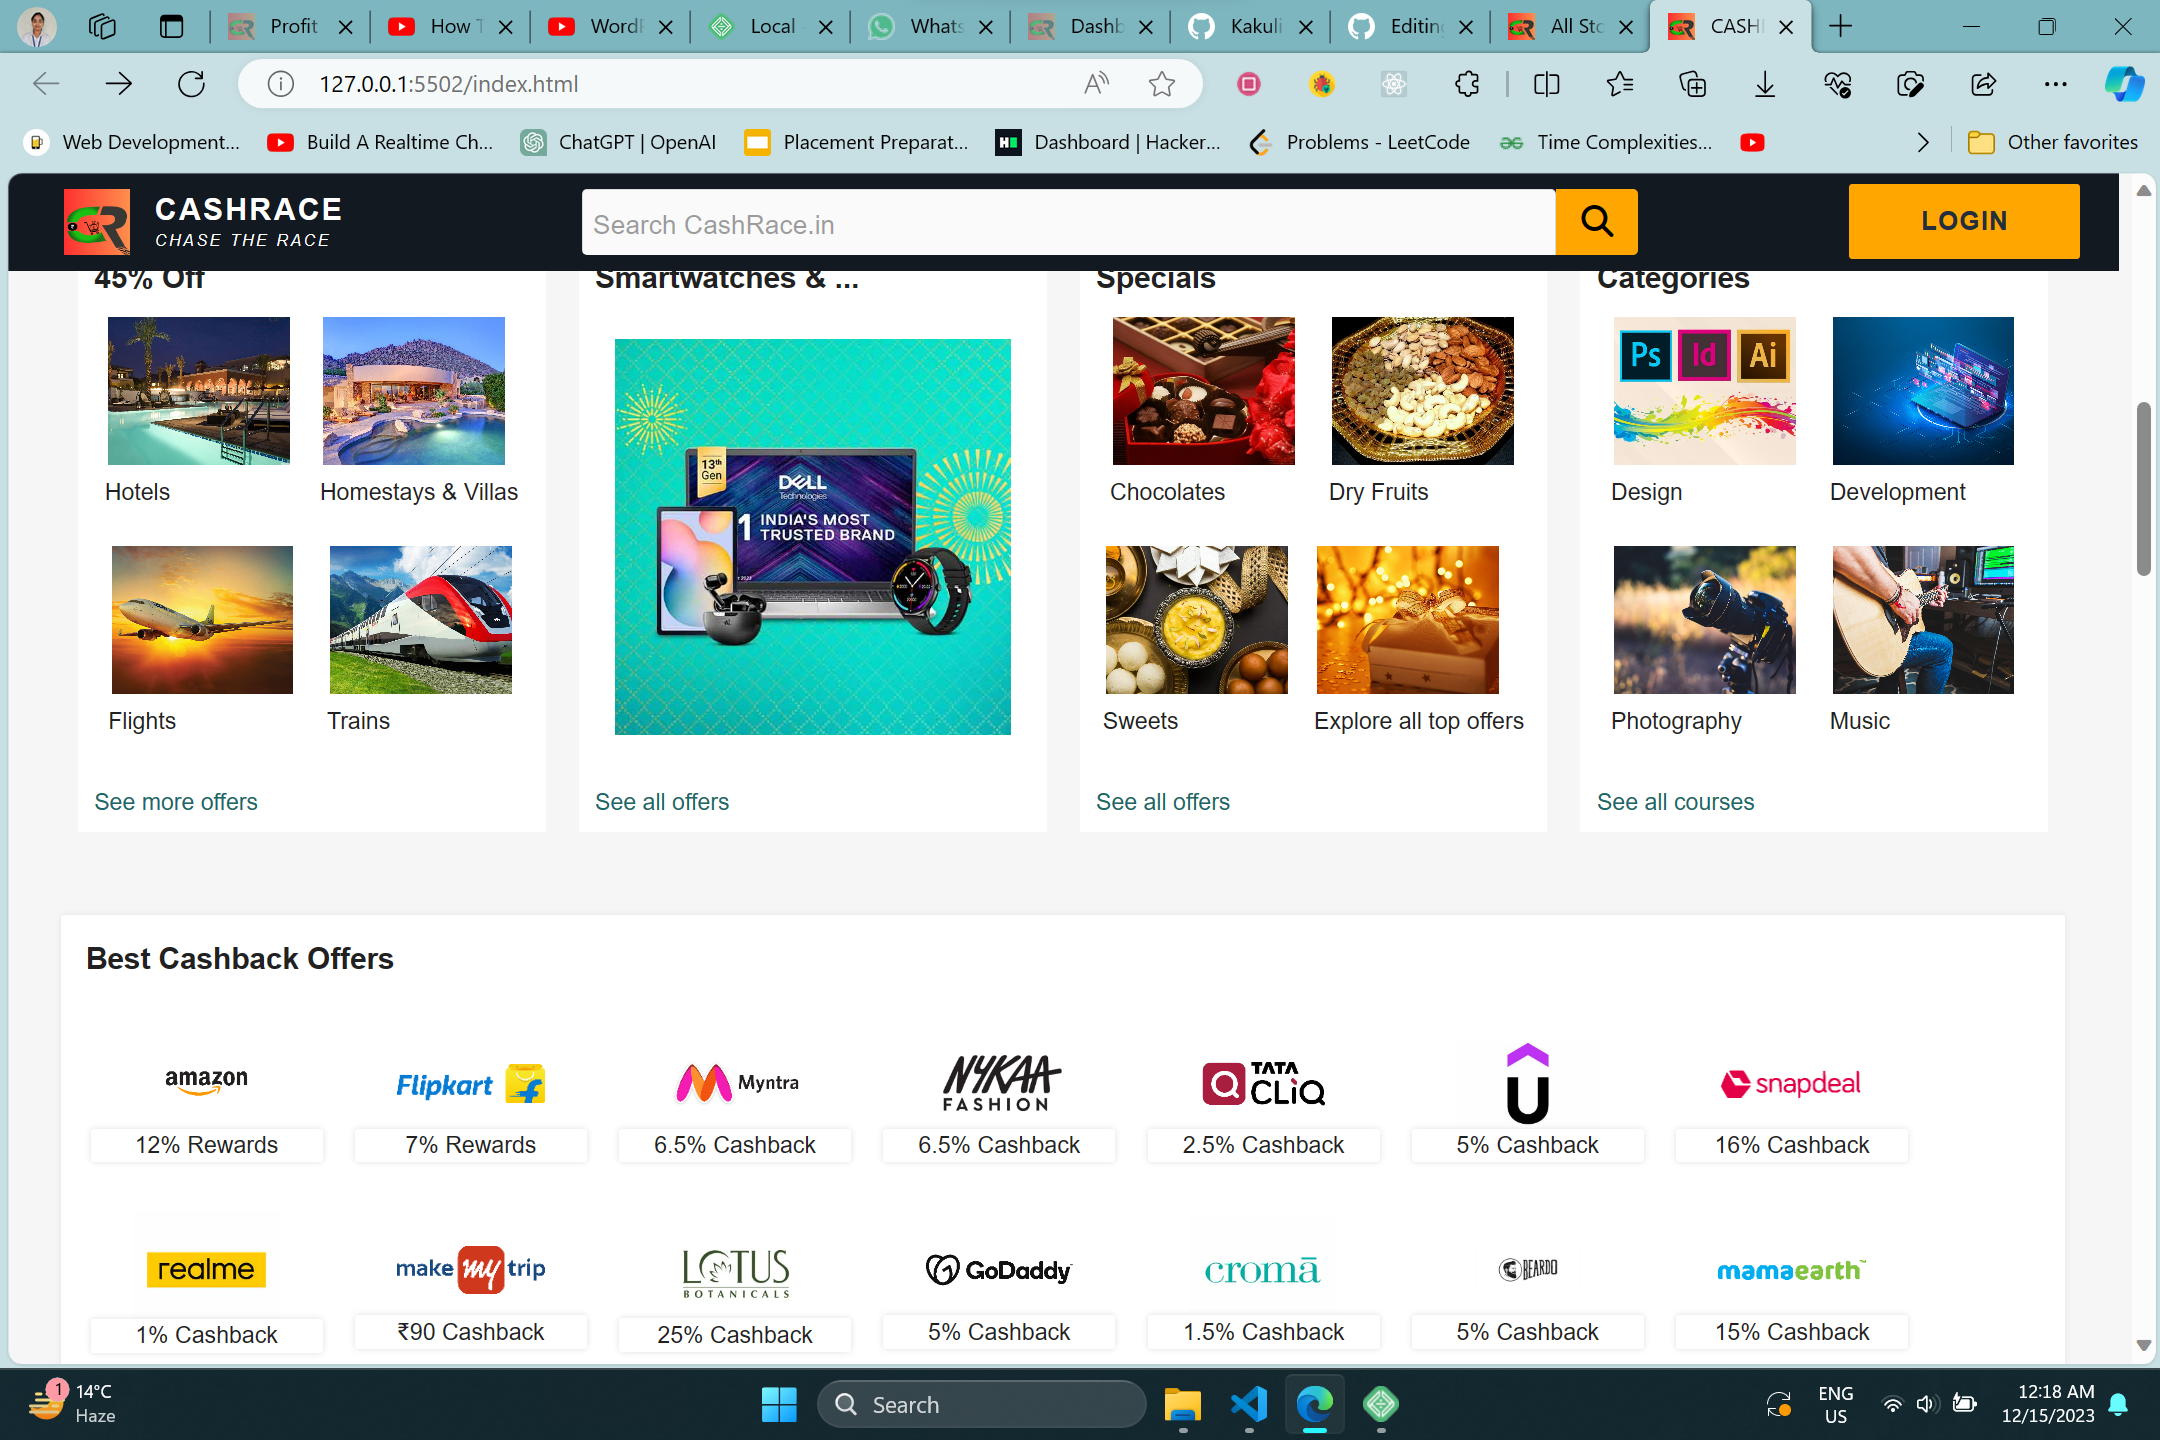 Profit
How T
WordP
Local
Whats
Dashb
Kakuli
Editing
All Sto
CASH
127.0.0.1:5502/index.html
Web Development...
Build A Realtime Ch...
ChatGPT | OpenAI
Placement Preparat...
Dashboard | Hacker...
Problems - LeetCode
Time Complexities...
Other favorites
CASHRACE
CHASE THE RACE
Search CashRace.in
LOGIN
45% Off
Smartwatches & ...
Specials
Categories
Hotels
Homestays & Villas
Flights
Trains
See more offers
13th
Gen
DELL
Technologies
1 INDIA'S MOST
TRUSTED BRAND
See all offers
Chocolates
Dry Fruits
Sweets
Explore all top offers
See all offers
Ps
Id
Ai
Design
Development
Photography
Music
See all courses
Best Cashback Offers
amazon
Flipkart
Myntra
NYKAA
FASHION
TATA
CLiQ
snapdeal
12% Rewards
7% Rewards
6.5% Cashback
6.5% Cashback
2.5% Cashback
5% Cashback
16% Cashback
realme
make my trip
LOTUS
BOTANICALS
GoDaddy
cromā
BEARDO
mamaearth™
1% Cashback
₹90 Cashback
25% Cashback
5% Cashback
1.5% Cashback
5% Cashback
15% Cashback
1
14°C
Haze
Search
ENG
US
12:18 AM
12/15/2023